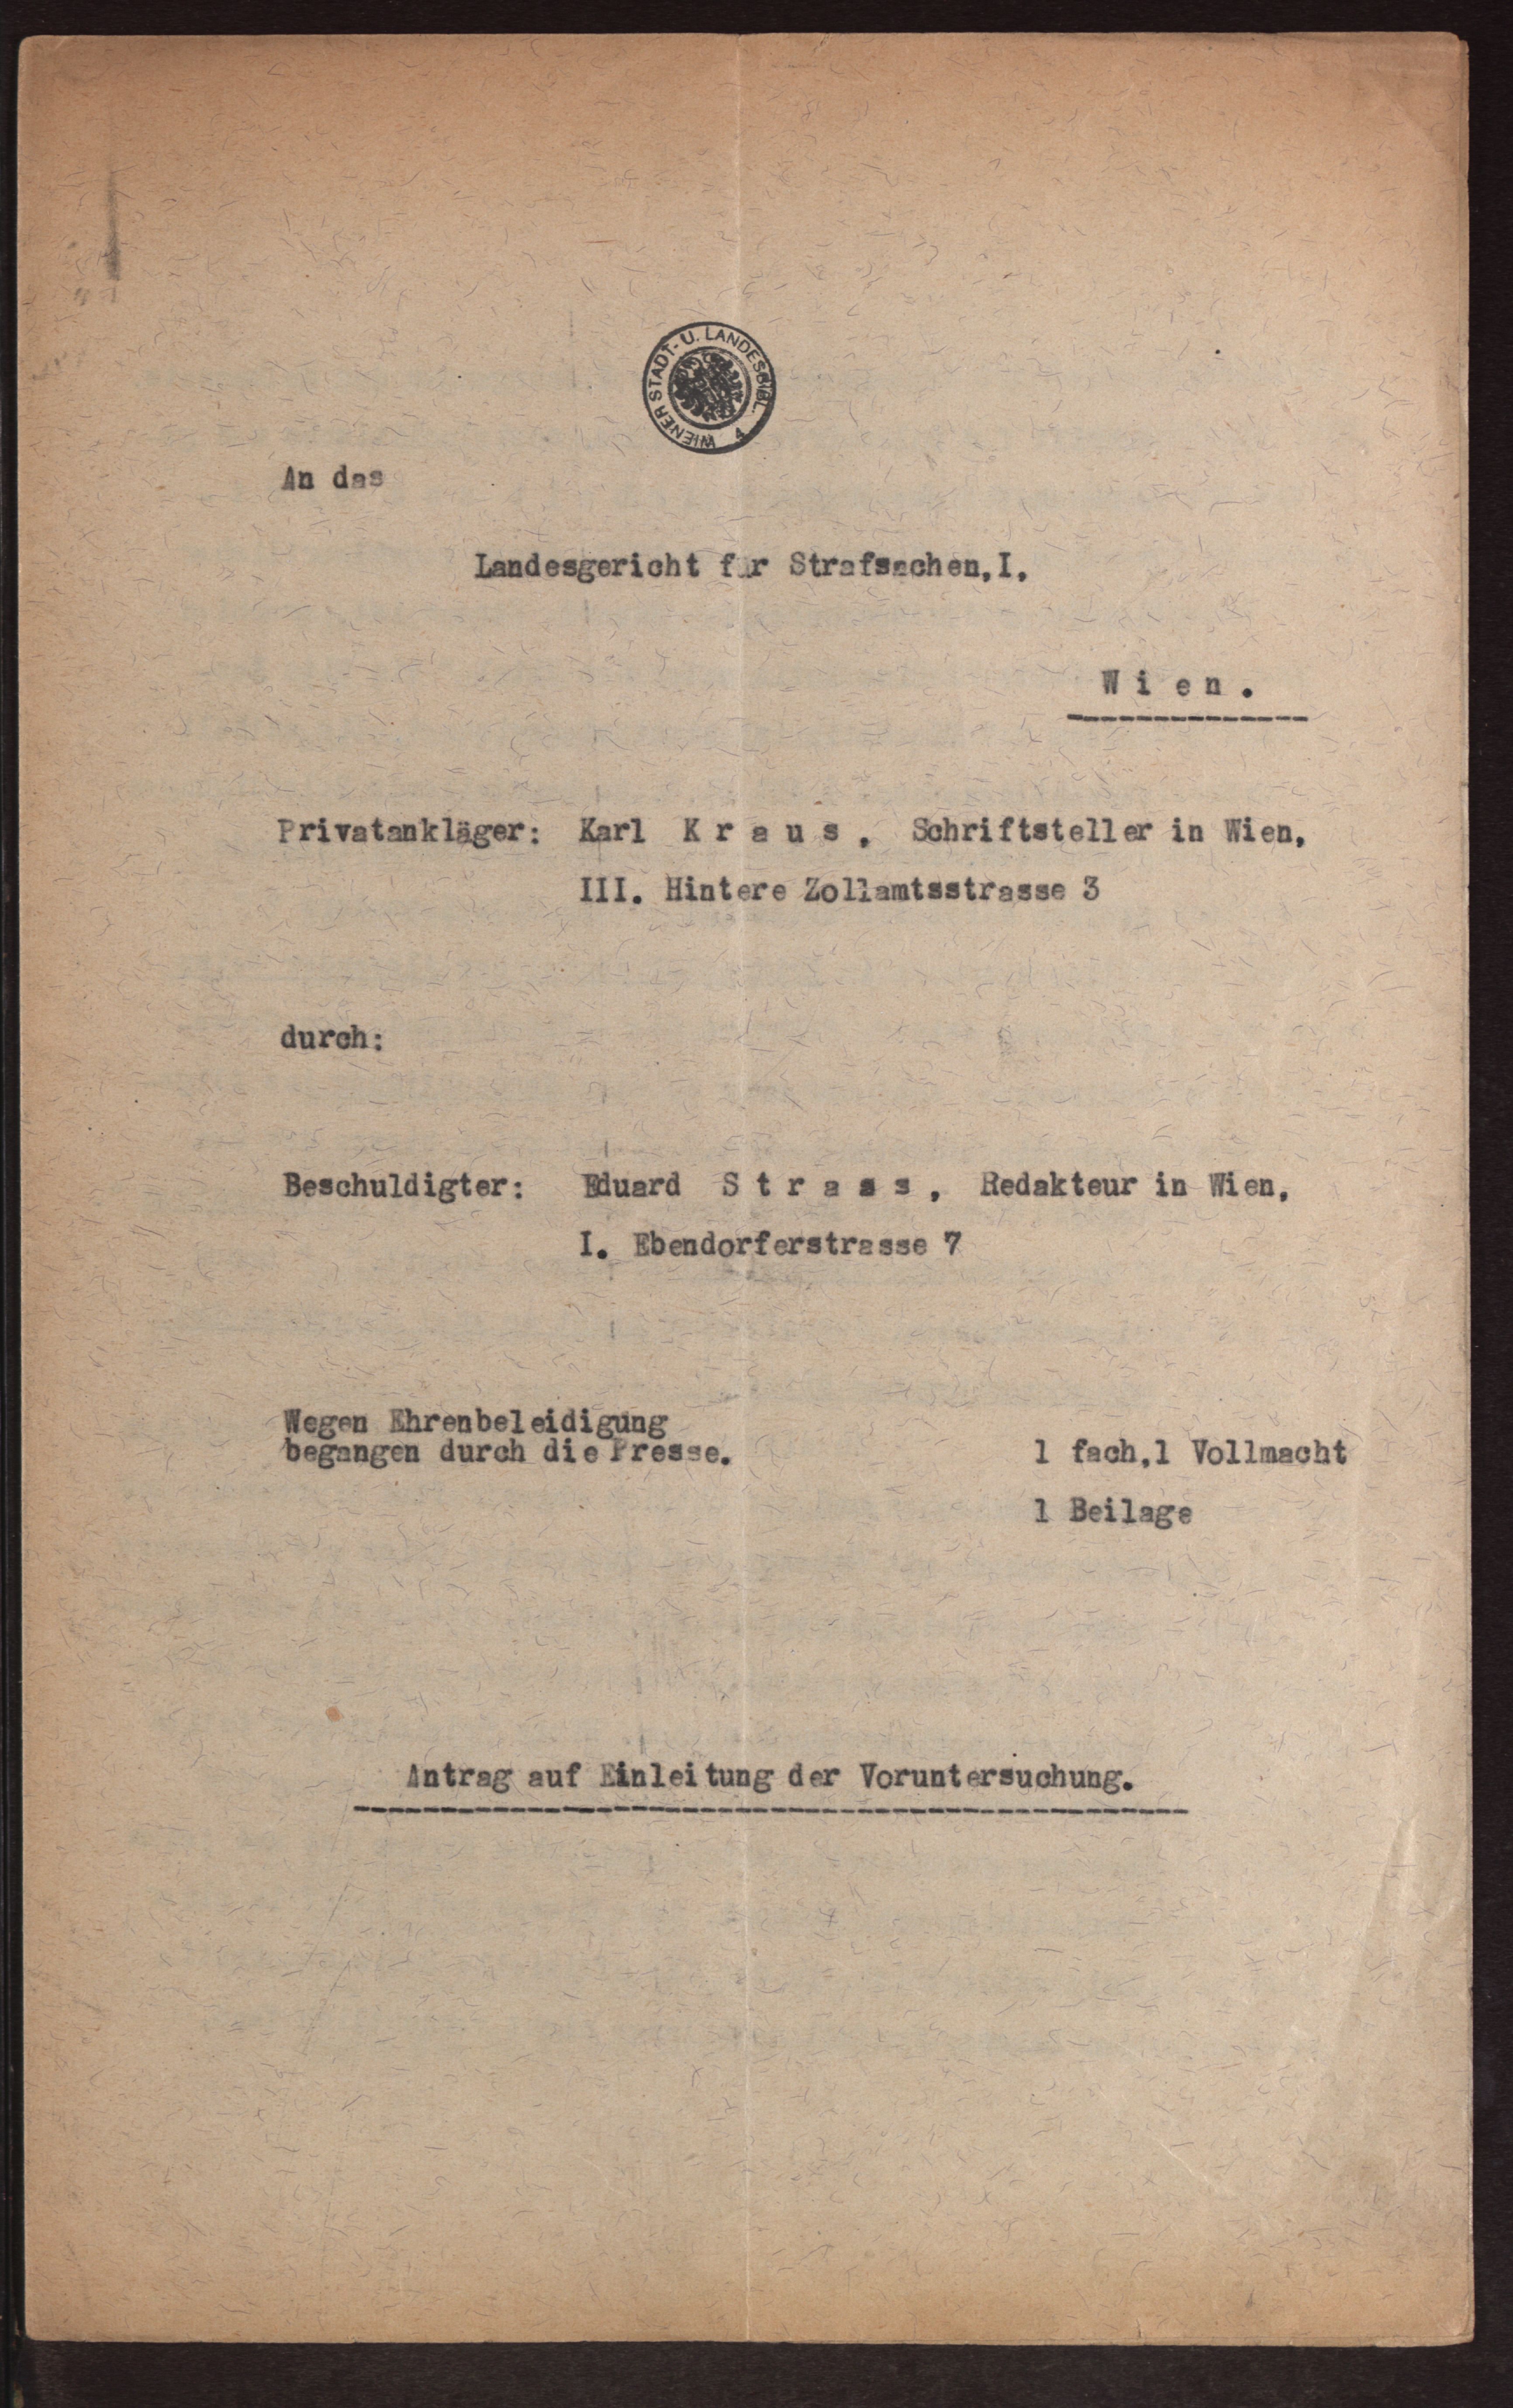 WIENER STADT- U. LANDESBIBL.
An das
Landesgericht für Strafsachen,I,
W i e n .
Privatankläger: Karl K r a u s , Schriftsteller in Wien,
III. Hintere Zollamtsstrasse 3
durch:
Beschuldigter: Eduard S t r a s s , Redakteur in Wien,
I. Ebendorferstrasse 7
Wegen Ehrenbeleidigung
begangen durch die Presse.
1 fach,1 Vollmacht
1 Beilage
Antrag auf Einleitung der Voruntersuchung.